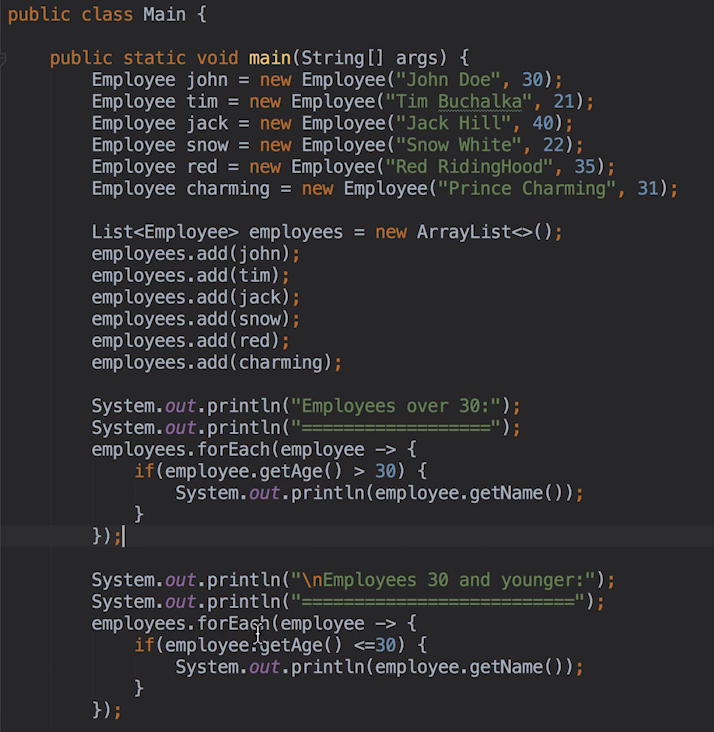 public class Main {
public static void main(String[] args) {
Employee john = new Employee("John Doe", 30);
Employee tim = new Employee("Tim Buchalka", 21);
Employee jack = new Employee("Jack Hill", 40);
Employee snow = new Employee("Snow White", 22);
Employee red = new Employee("Red RidingHood", 35);
Employee charming = new Employee("Prince Charming", 31);
List<Employee> employees = new ArrayList<>();
employees.add(john);
employees.add(tim);
employees.add(jack);
employees.add(snow);
employees.add(red);
employees.add(charming);
System.out.println("Employees over 30:");
System.out.println("==================");
employees.forEach(employee -> {
if(employee.getAge() > 30) {
System.out.println(employee.getName());
}
});
System.out.println("\nEmployees 30 and younger:");
System.out.println("==========================");
employees.forEach(employee -> {
if(employee.getAge() <=30) {
System.out.println(employee.getName());
}
});